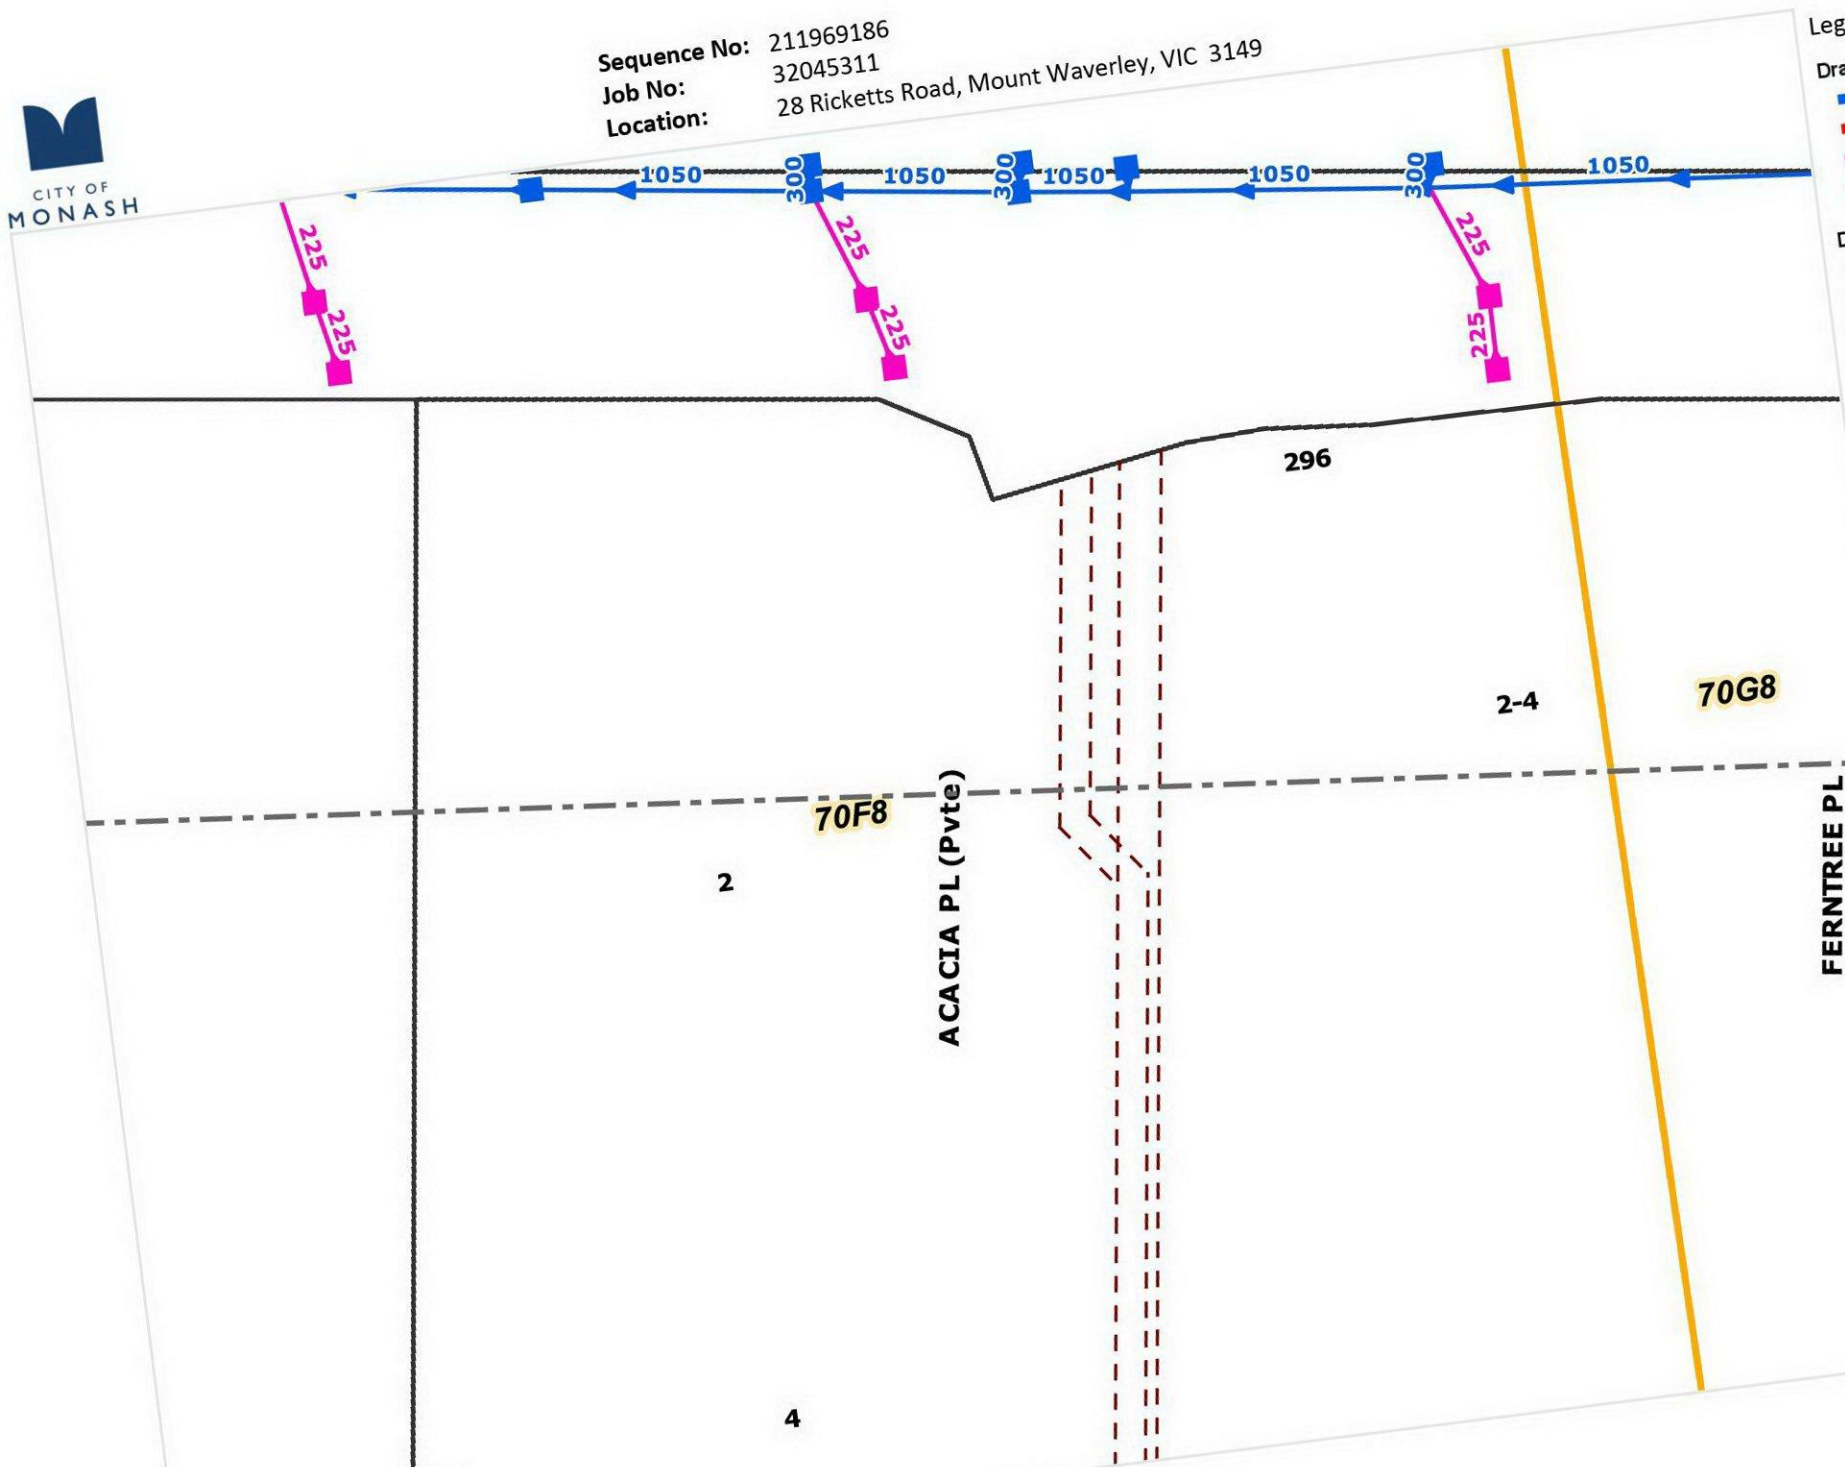 Sequence No: 211969186
Job No: 32045311
Location: 28 Ricketts Road, Mount Waverley, VIC 3149
CITY OF
MONASH
1050
300
1050
300
1050
1050
300
1050
225
225
225
225
225
225
296
2-4
70G8
70F8
ACACIA PL (Pvte)
FERNTREE PL
2
4